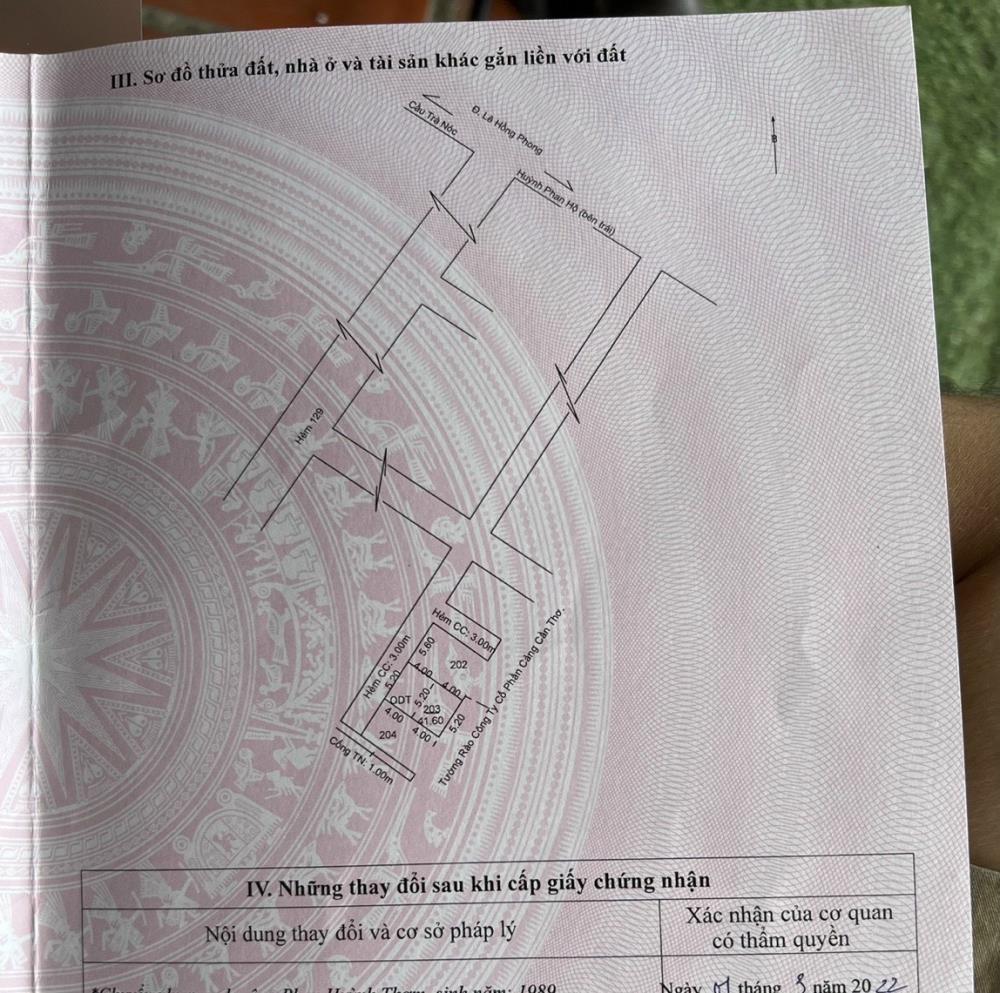 III. Sơ đồ thửa đất, nhà ở và tài sản khác gắn liền với đất
Cầu Trà Nóc
Đ. Lê Hồng Phong
B
Huỳnh Phan Hộ (bên trái)
Hẻm 129
Hẻm CC: 3.00m
Hẻm CC: 3.00m
5.60
202
4.00
4.00
5.20
5.20
ODT
203
41.60
4.00
4.00
5.20
204
Cống TN: 1.00m
Tường Rào Công Ty Cổ Phần Cảng Cần Thơ.
IV. Những thay đổi sau khi cấp giấy chứng nhận
Nội dung thay đổi và cơ sở pháp lý
Xác nhận của cơ quan
có thẩm quyền
sinh năm: 1989
Ngày 01 tháng 8 năm 2022